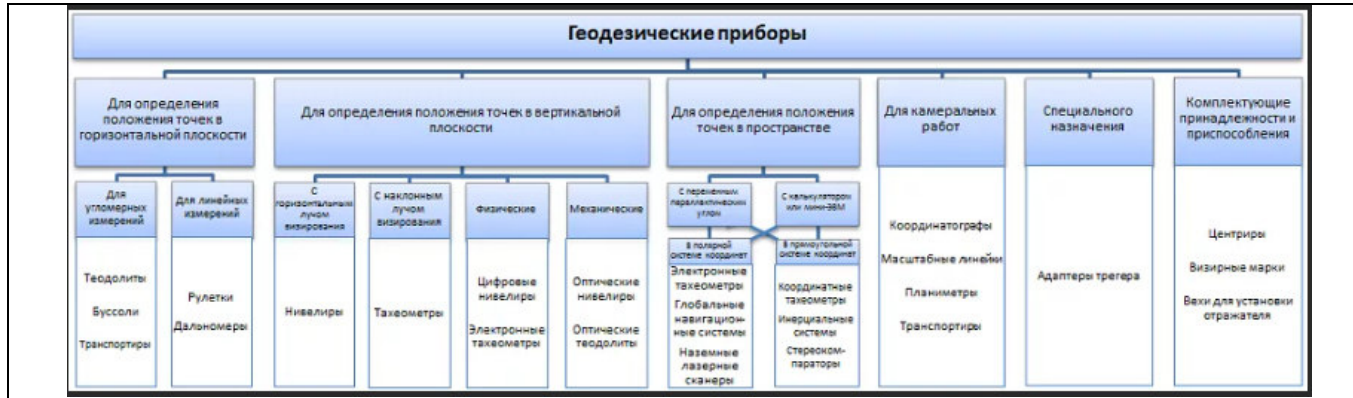 Геодезические приборы
Для определения
положения точек в
горизонтальной плоскости
Для определения положения точек в вертикальной
плоскости
Для определения положения
точек в пространстве
Для камеральных
работ
Специального
назначения
Комплектующие
принадлежности и
приспособления
Для
угломерных
измерений
Для линейных
измерений
С
горизонтальным
лучом
визирования
С наклонным
лучом
визирования
Физические
Механические
С переменным
параллактическим
углом
С калькулятором
или мини-ЭВМ
В полярной
системе координат
В прямоугольной
системе координат
Теодолиты
Буссоли
Транспортиры
Рулетки
Дальномеры
Нивелиры
Тахеометры
Цифровые
нивелиры
Электронные
тахеометры
Оптические
нивелиры
Оптические
теодолиты
Электронные
тахеометры
Глобальные
навигацион-
ные системы
Наземные
лазерные
сканеры
Координатные
тахеометры
Инерциальные
системы
Стереоком-
параторы
Координатографы
Масштабные линейки
Планиметры
Транспортиры
Адаптеры трегера
Центриры
Визирные марки
Вехи для установки
отражателя